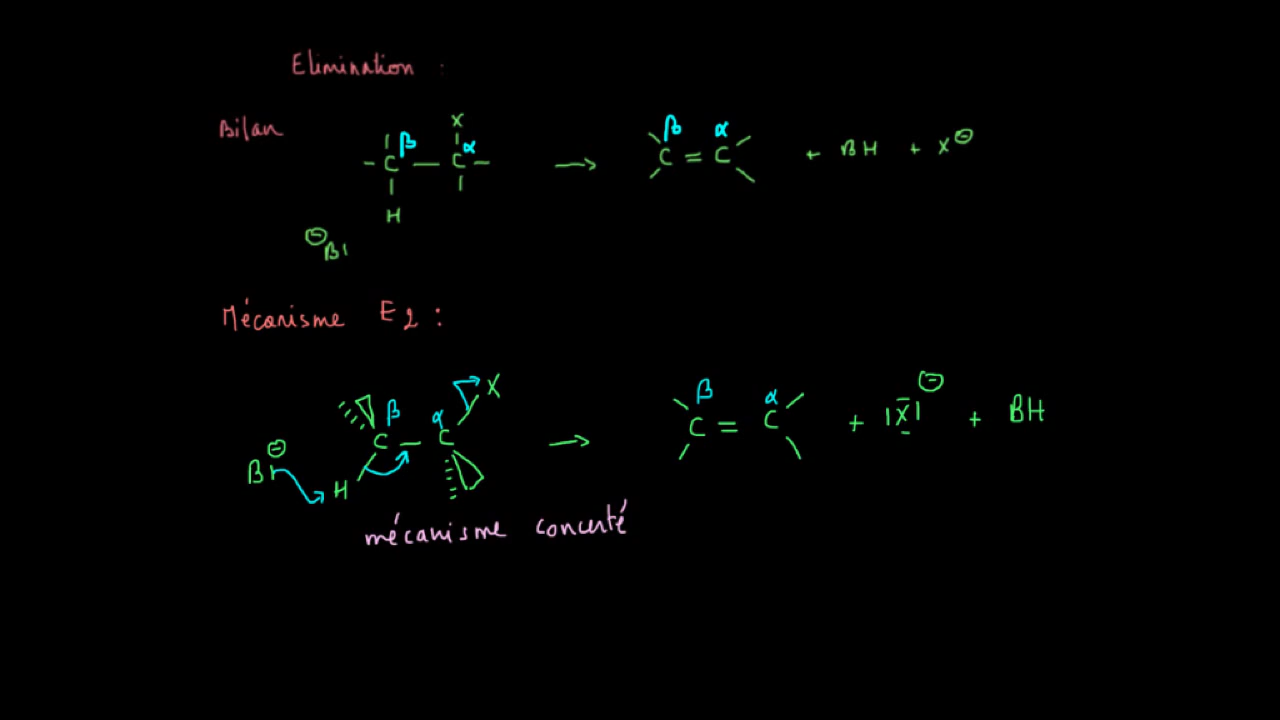 Elimination :
Bilan
X
β α
- C - C -
H
⊖
B|
→
β α
C = C + BH + X⊖
Mécanisme E2 :
X
β α
C - C
B|⊖ H
→
β α
C = C + |X|⊖ + BH
mécanisme concerté